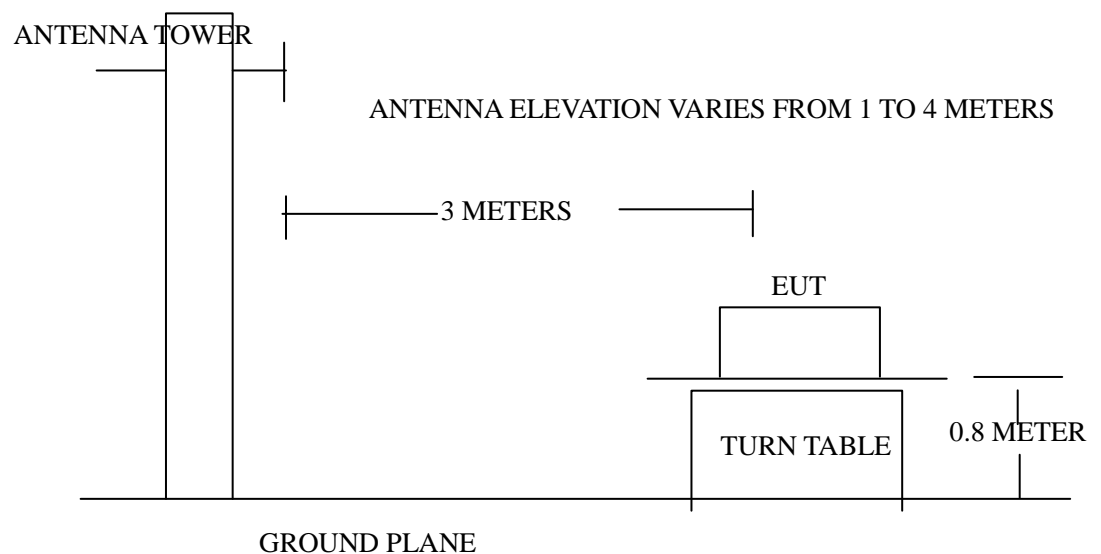 ANTENNA TOWER
ANTENNA ELEVATION VARIES FROM 1 TO 4 METERS
3 METERS
EUT
TURN TABLE
0.8 METER
GROUND PLANE